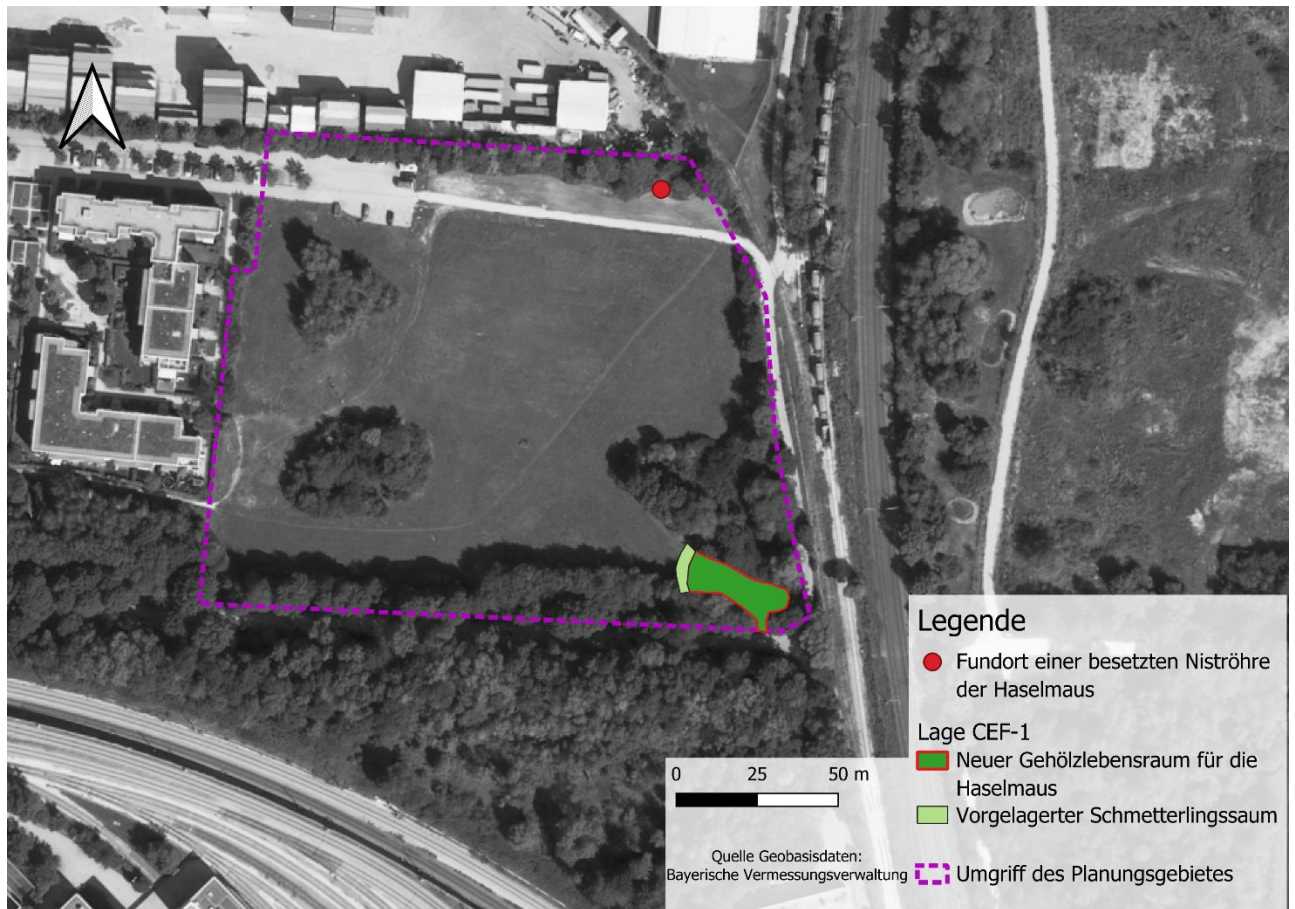 Legende
Fundort einer besetzten Niströhre
der Haselmaus
Lage CEF-1
Neuer Gehölzlebensraum für die
Haselmaus
Vorgelagerter Schmetterlingssaum
Umgriff des Planungsgebietes
0 25 50 m
Quelle Geobasisdaten:
Bayerische Vermessungsverwaltung